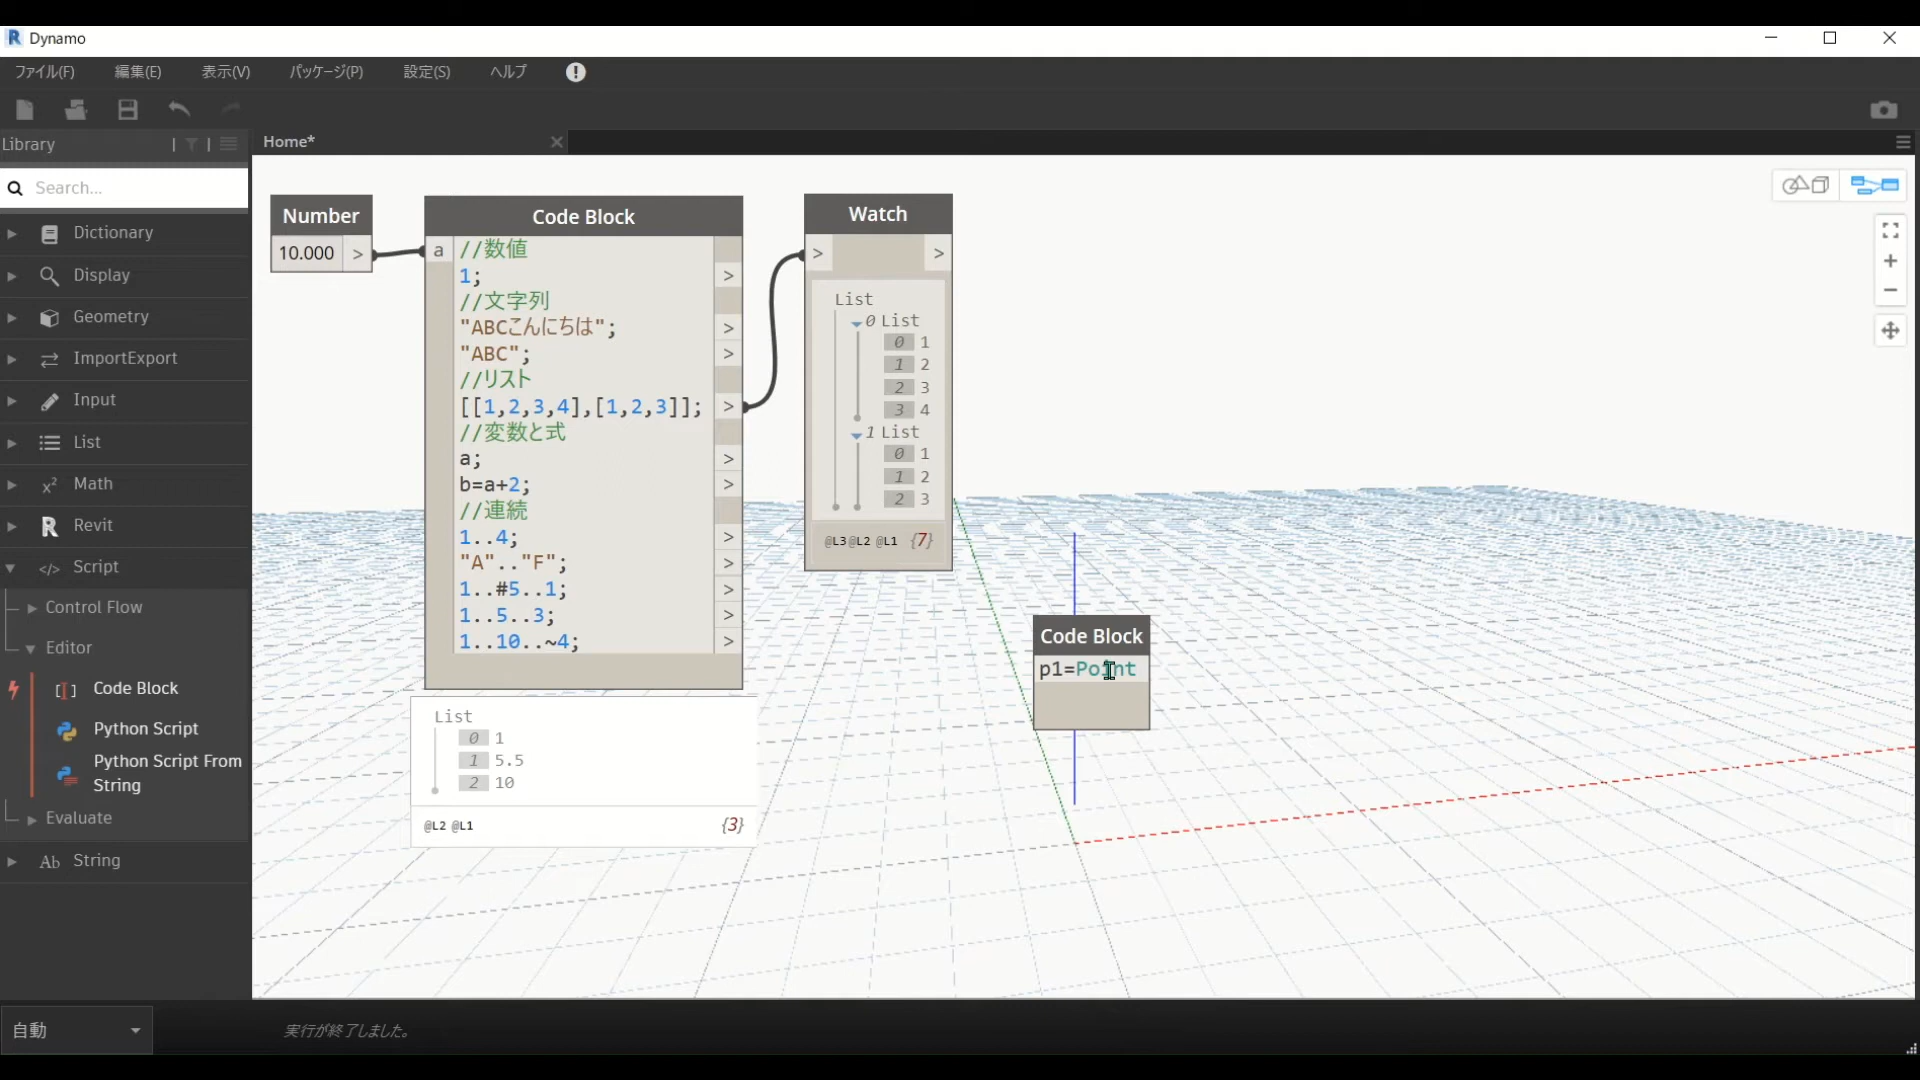 Dynamo
ファイル(F) 編集(E) 表示(V) パッケージ(P) 設定(S) ヘルプ
Library
Home*
Search...
Dictionary
Display
Geometry
ImportExport
Input
List
Math
Revit
Script
Control Flow
Editor
Code Block
Python Script
Python Script From
String
Evaluate
String
Number
10.000 >
Code Block
a //数値
1; >
//文字列
"ABCこんにちは"; >
"ABC"; >
//リスト
[[1,2,3,4],[1,2,3]]; >
//変数と式
a; >
b=a+2; >
//連続
1..4; >
"A".."F"; >
1..#5..1; >
1..5..3; >
1..10..~4; >
List
0 1
1 5.5
2 10
@L2 @L1 {3}
Watch
> >
List
0 List
0 1
1 2
2 3
3 4
1 List
0 1
1 2
2 3
@L3 @L2 @L1 {7}
Code Block
p1=Point
自動
実行が終了しました。